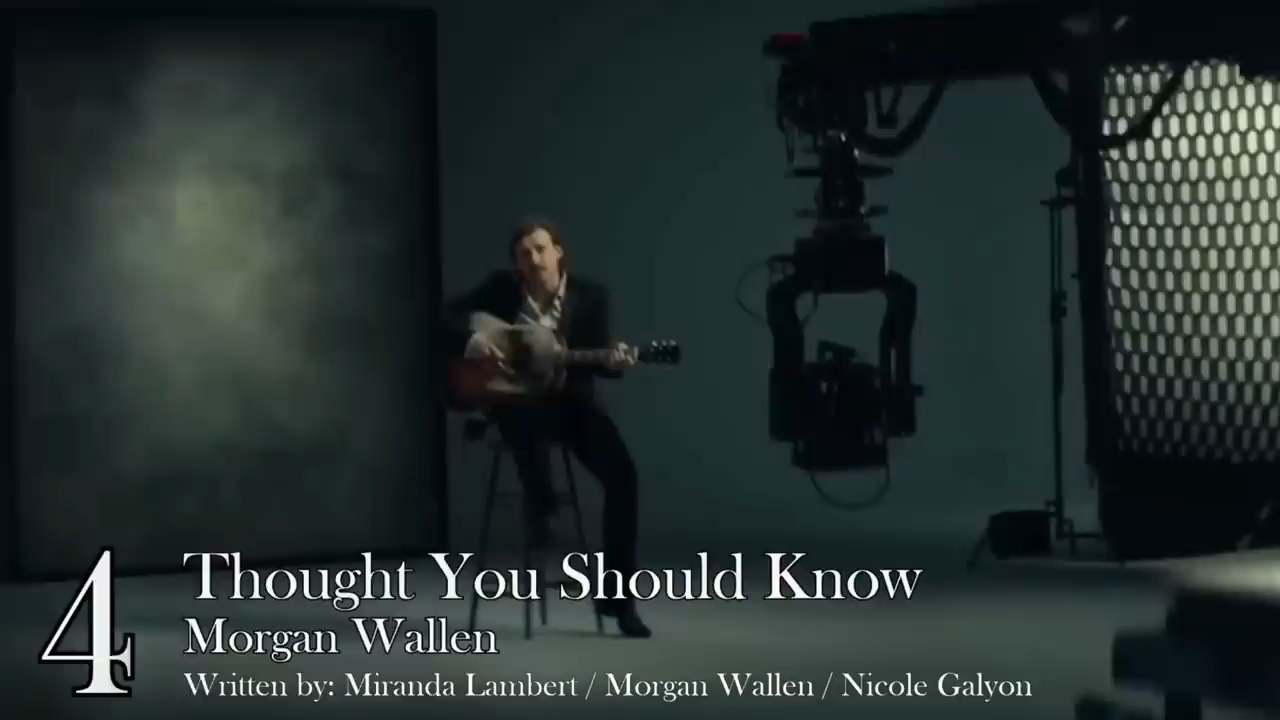 4
Thought You Should Know
Morgan Wallen
Written by: Miranda Lambert / Morgan Wallen / Nicole Galyon